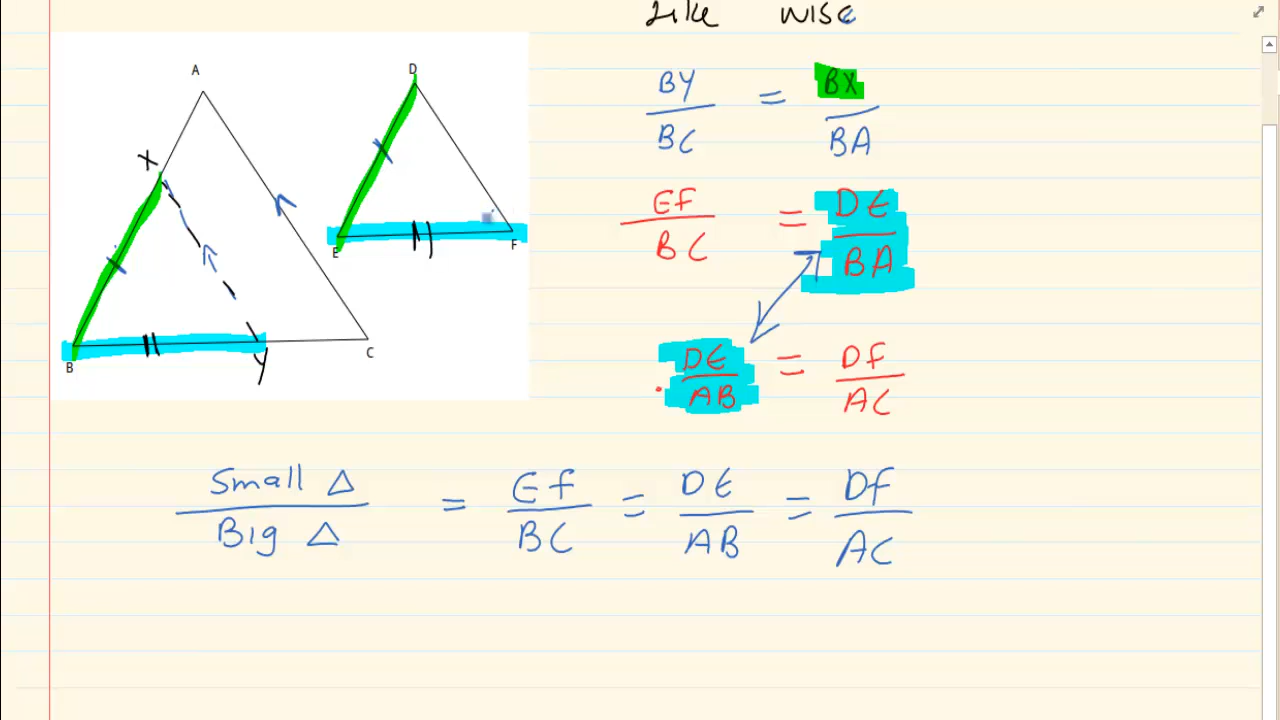 Like wise
A
D
X
E
F
B
Y
C
BY/BC = BX/BA
EF/BC = DE/BA
DE/AB = DF/AC
Small Δ/Big Δ = EF/BC = DE/AB = DF/AC